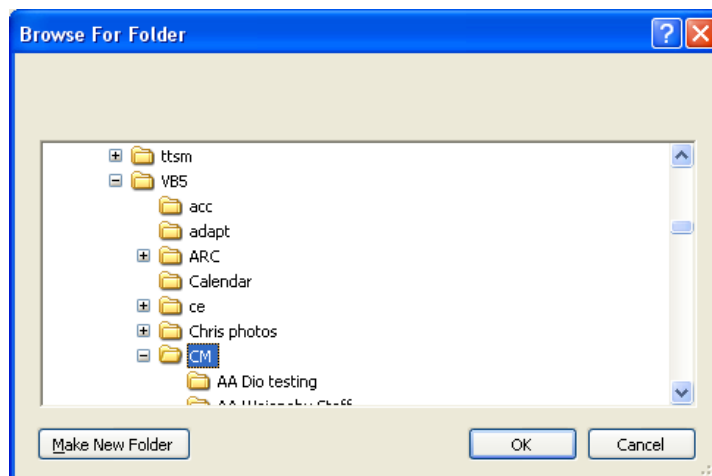 Browse For Folder
ttsm
VB5
acc
adapt
ARC
Calendar
ce
Chris photos
CM
AA Dio testing
AA
Make New Folder
OK
Cancel